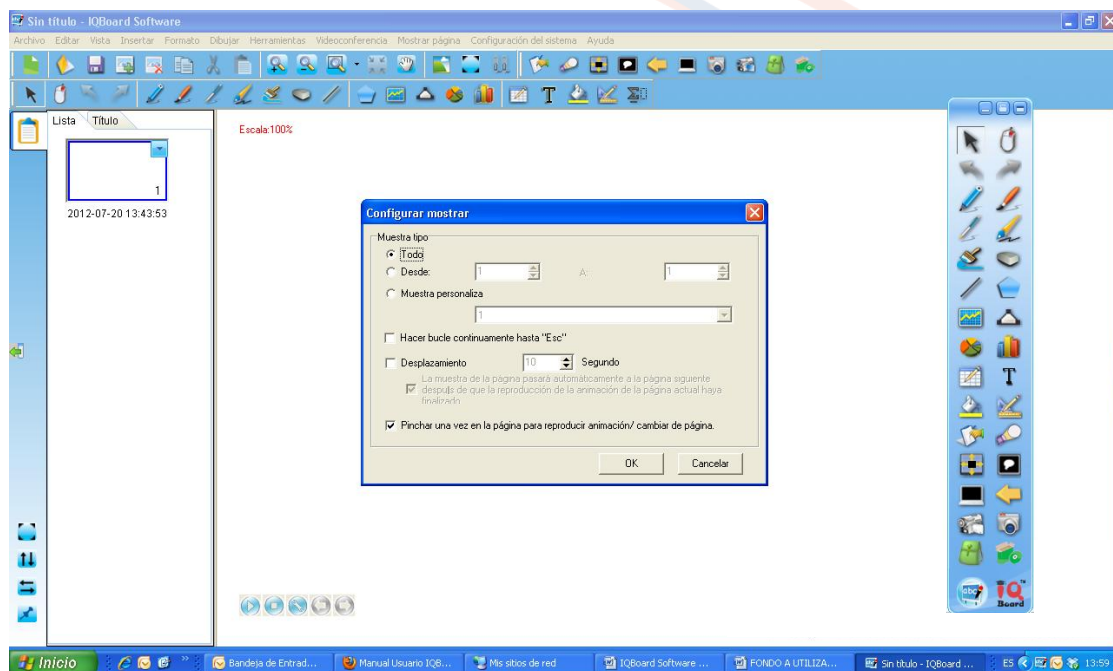 Sin título - IQBoard Software
Archivo Editar Vista Insertar Formato Dibujar Herramientas Videoconferencia Mostrar página Configuración del sistema Ayuda
Lista Título
Escala:100%
1
2012-07-20 13:43:53
Configurar mostrar
Muestra tipo
Todo
Desde: 1 A: 1
Muestra personaliza
1
Hacer bucle continuamente hasta "Esc"
Desplazamiento 10 Segundo
La muestra de la página pasará automáticamente a la página siguiente
después de que la reproducción de la animación de la página actual haya
finalizado
Pinchar una vez en la página para reproducir animación/ cambiar de página.
OK Cancelar
T
T
abc iQ Board
Inicio Bandeja de Entrad... Manual Usuario IQB... Mis sitios de red IQBoard Software ... FONDO A UTILIZA... Sin título - IQBoard ... ES 13:59